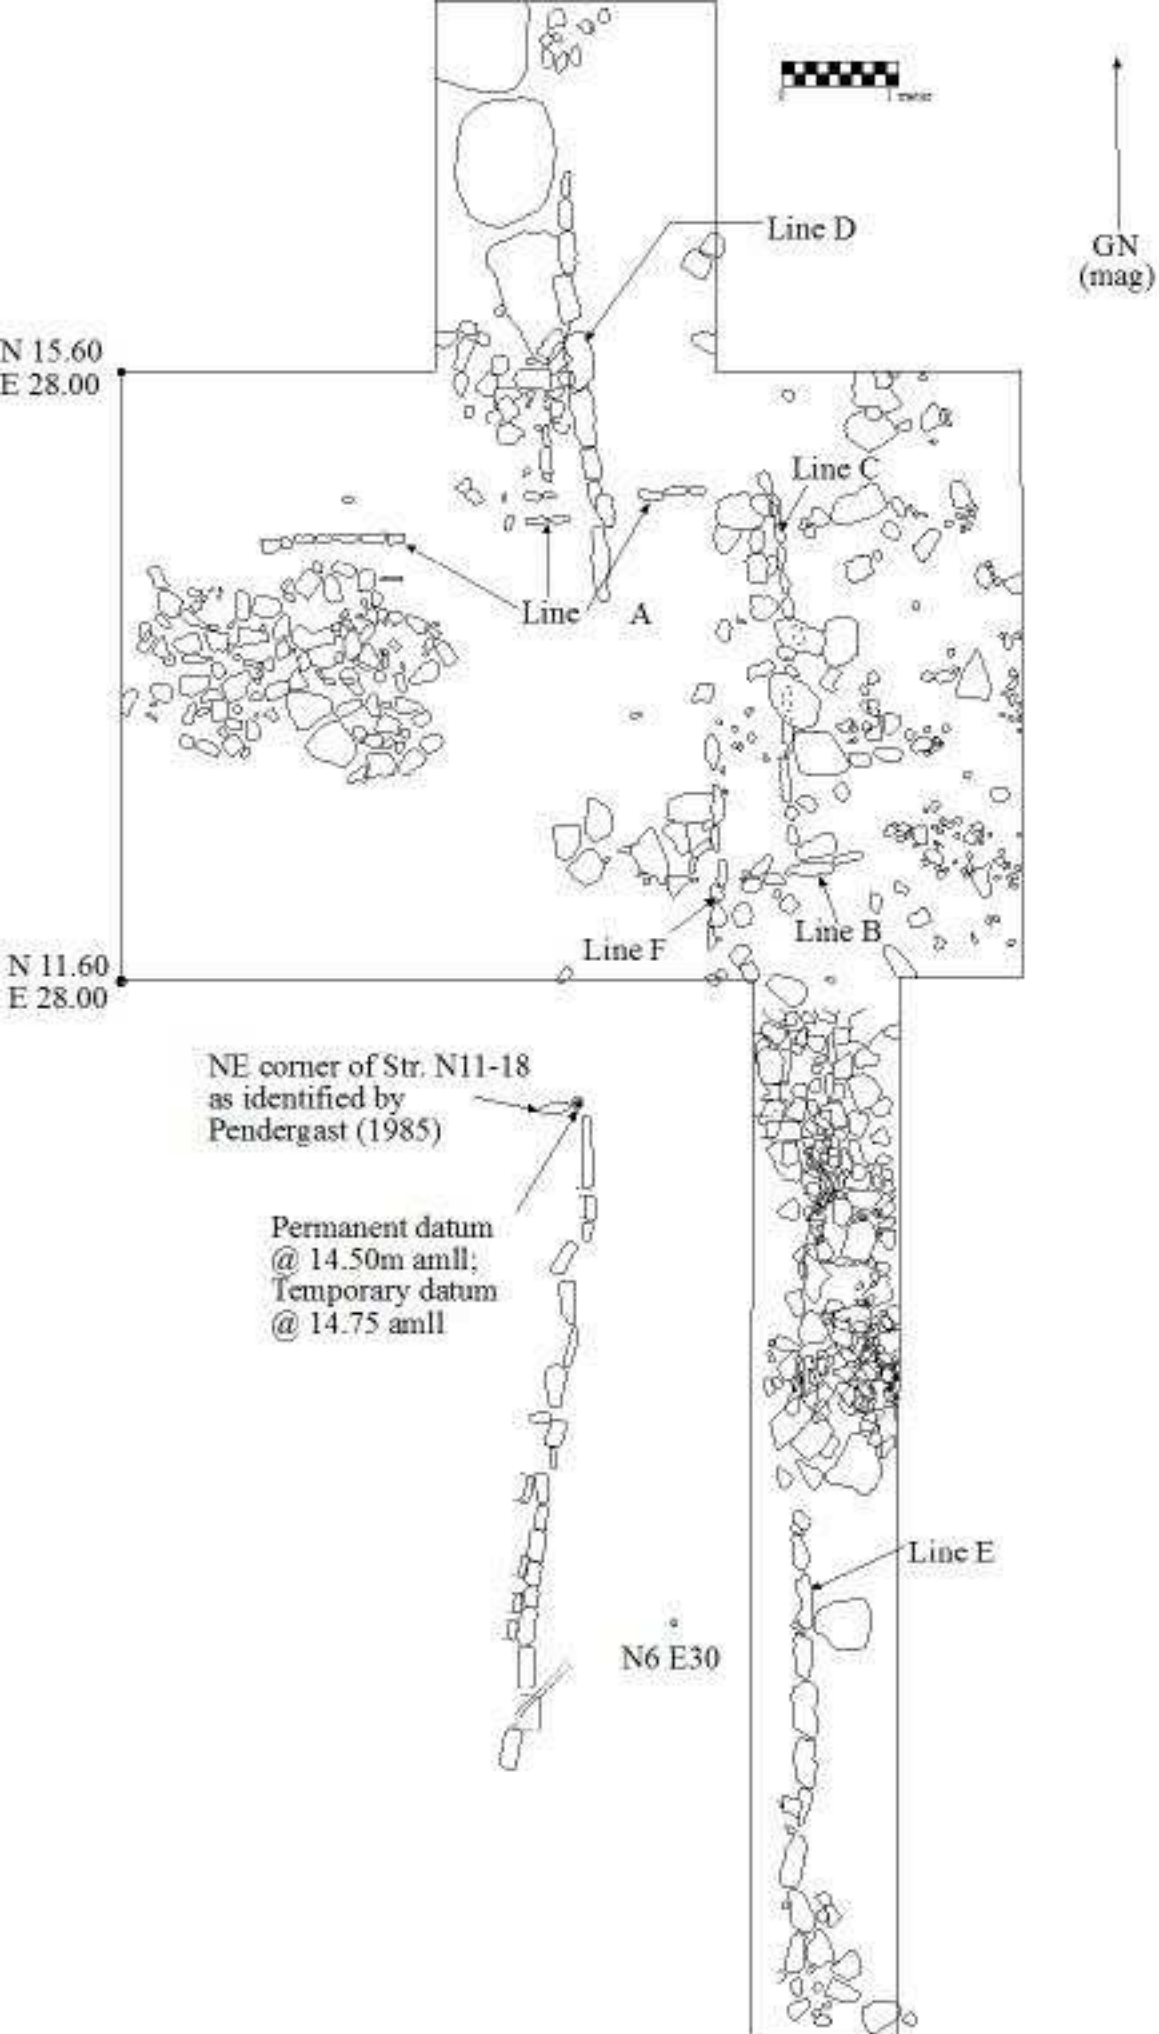 1 meter
Line D
GN
(mag)
N 15.60
E 28.00
Line C
Line A
Line B
Line F
N 11.60
E 28.00
NE corner of Str. N11-18
as identified by
Pendergast (1985)
Permanent datum
@ 14.50m amll;
Temporary datum
@ 14.75 amll
Line E
N6 E30